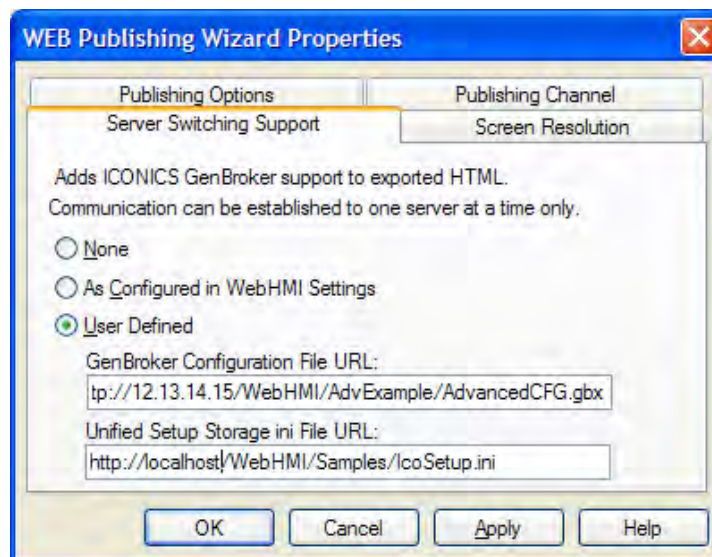 WEB Publishing Wizard Properties
Publishing Options
Publishing Channel
Server Switching Support
Screen Resolution
Adds ICONICS GenBroker support to exported HTML.
Communication can be established to one server at a time only.
None
As Configured in WebHMI Settings
User Defined
GenBroker Configuration File URL:
tp://12.13.14.15/WebHMI/AdvExample/AdvancedCFG.gbx
Unified Setup Storage ini File URL:
http://localhost/WebHMI/Samples/IcoSetup.ini
OK
Cancel
Apply
Help